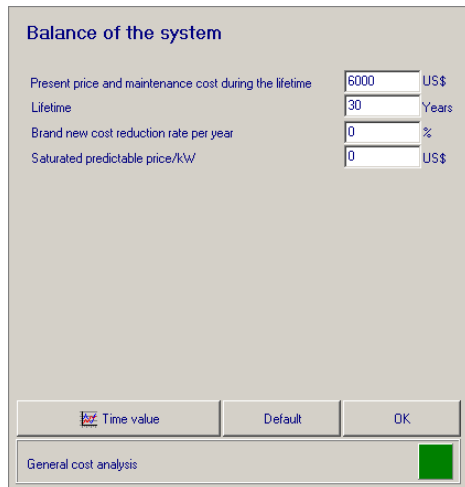 Balance of the system
Present price and maintenance cost during the lifetime 6000 US$
Lifetime 30 Years
Brand new cost reduction rate per year 0 %
Saturated predictable price/kW 0 US$
Time value Default OK
General cost analysis